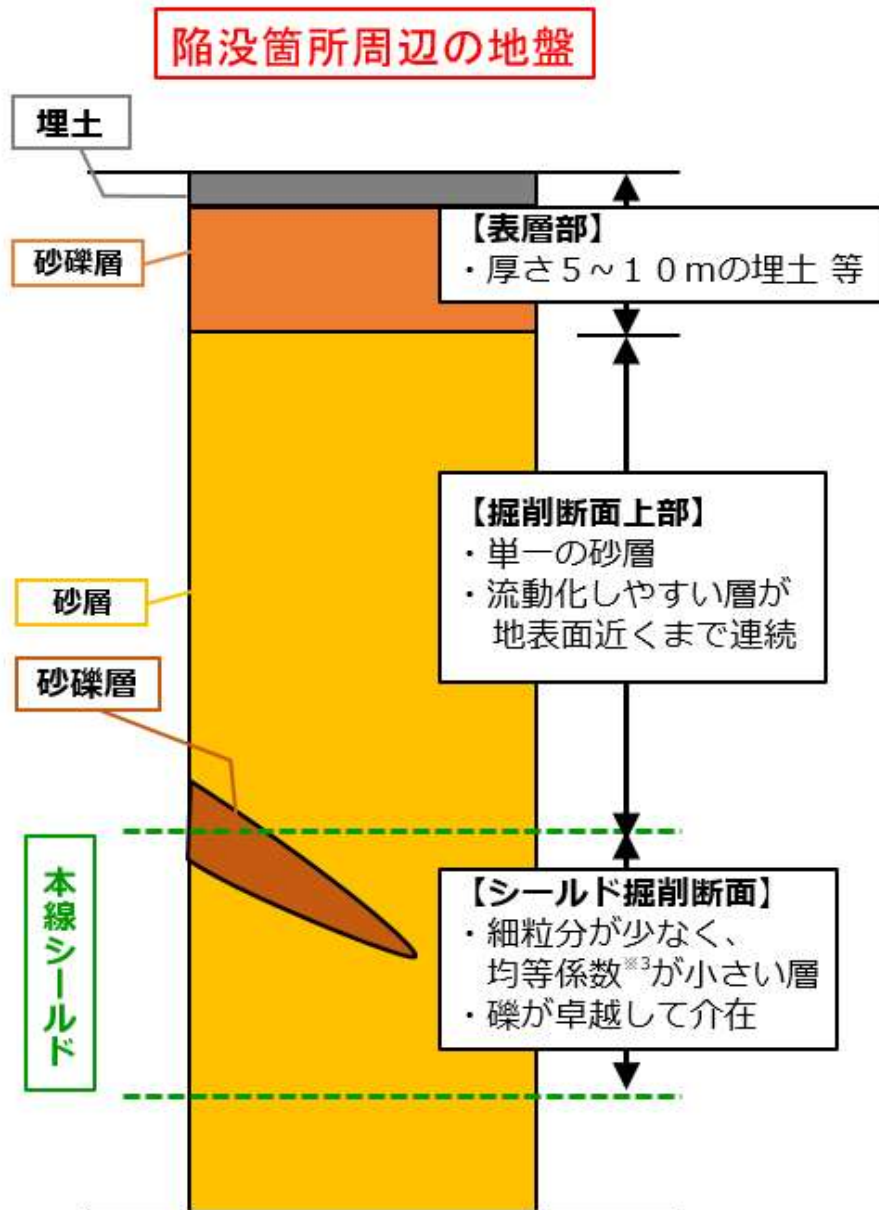 陥没箇所周辺の地盤
埋土
砂礫層
【表層部】
・厚さ5~10mの埋土 等
【掘削断面上部】
・単一の砂層
・流動化しやすい層が
地表面近くまで連続
砂層
砂礫層
本線シールド
【シールド掘削断面】
・細粒分が少なく、
均等係数※3が小さい層
・礫が卓越して介在